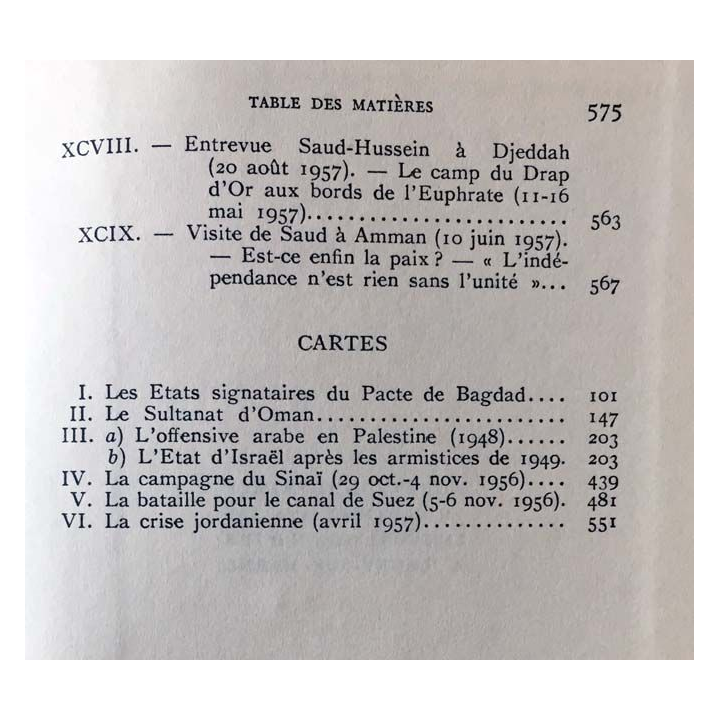 TABLE DES MATIÈRES 575
XCVIII. — Entrevue Saud-Hussein à Djeddah
(20 août 1957). — Le camp du Drap
d'Or aux bords de l'Euphrate (11-16
mai 1957)......................... 563
XCIX. — Visite de Saud à Amman (10 juin 1957).
— Est-ce enfin la paix ? — « L'indé-
pendance n'est rien sans l'unité »... 567
CARTES
I. Les Etats signataires du Pacte de Bagdad.... 101
II. Le Sultanat d'Oman........................ 147
III. a) L'offensive arabe en Palestine (1948)...... 203
b) L'Etat d'Israël après les armistices de 1949. 203
IV. La campagne du Sinaï (29 oct.-4 nov. 1956).... 439
V. La bataille pour le canal de Suez (5-6 nov. 1956). 481
VI. La crise jordanienne (avril 1957).............. 551